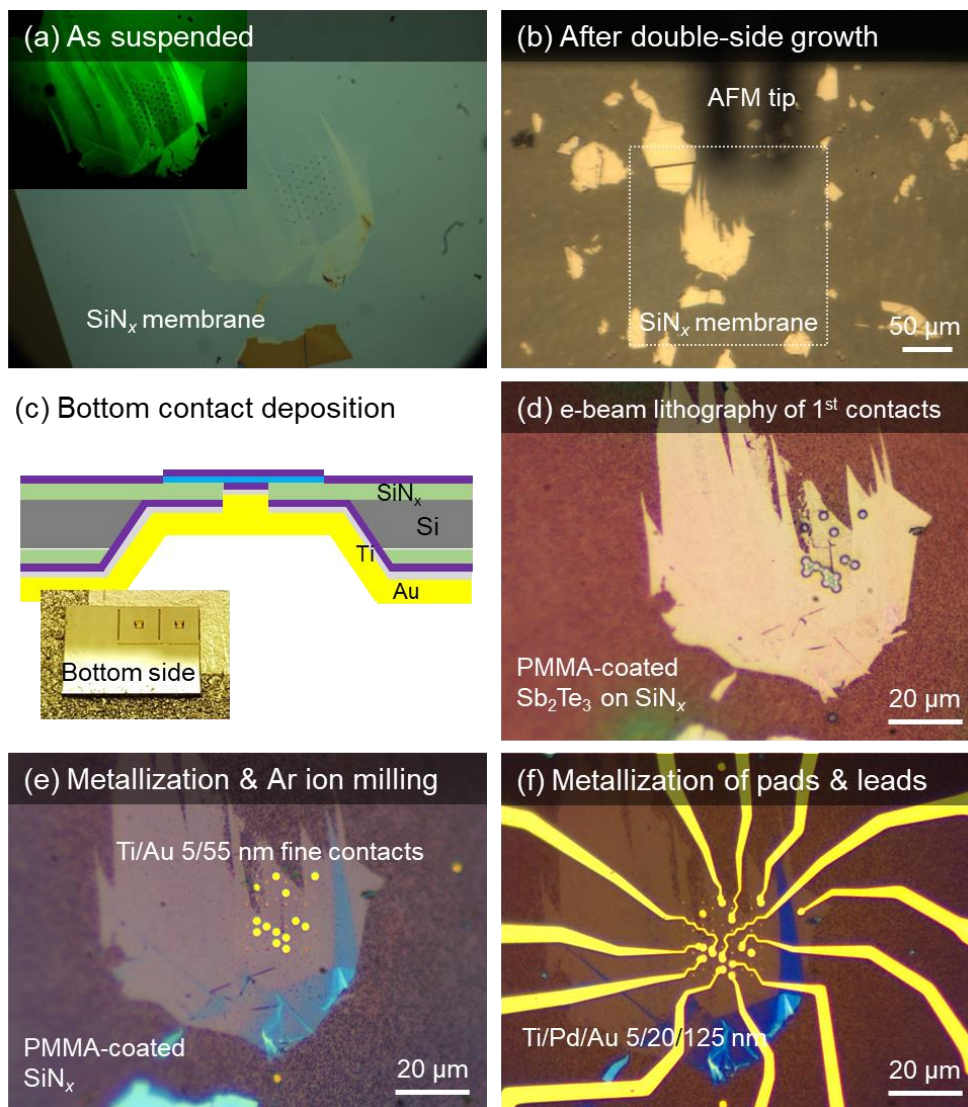 (a) As suspended
SiNₓ membrane
(b) After double-side growth
AFM tip
SiNₓ membrane
50 µm
(c) Bottom contact deposition
SiNₓ
Si
Ti
Au
Bottom side
(d) e-beam lithography of 1ˢᵗ contacts
PMMA-coated
Sb₂Te₃ on SiNₓ
20 µm
(e) Metallization & Ar ion milling
Ti/Au 5/55 nm fine contacts
PMMA-coated
SiNₓ
20 µm
(f) Metallization of pads & leads
Ti/Pd/Au 5/20/125 nm
20 µm